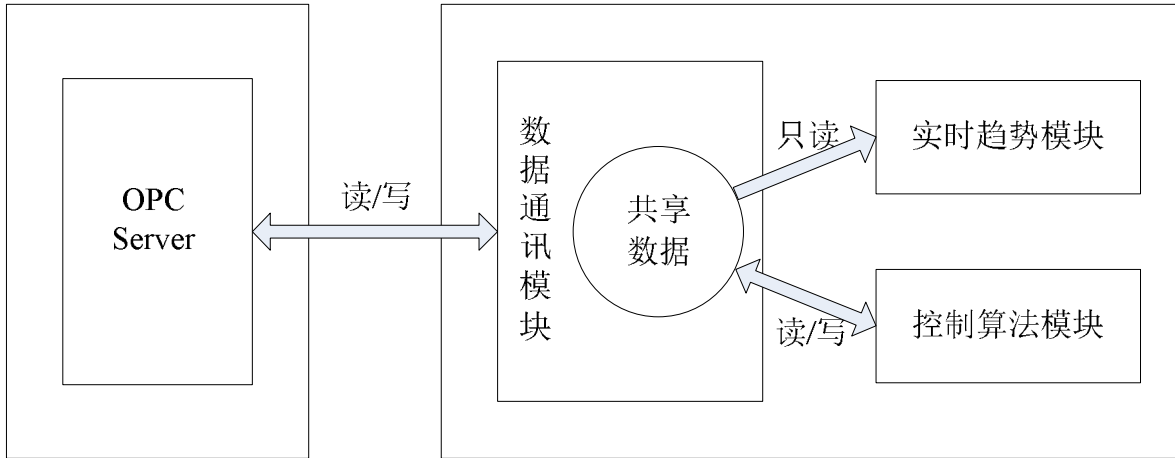 OPC
Server
读/写
数据通讯模块
共享
数据
只读
读/写
实时趋势模块
控制算法模块